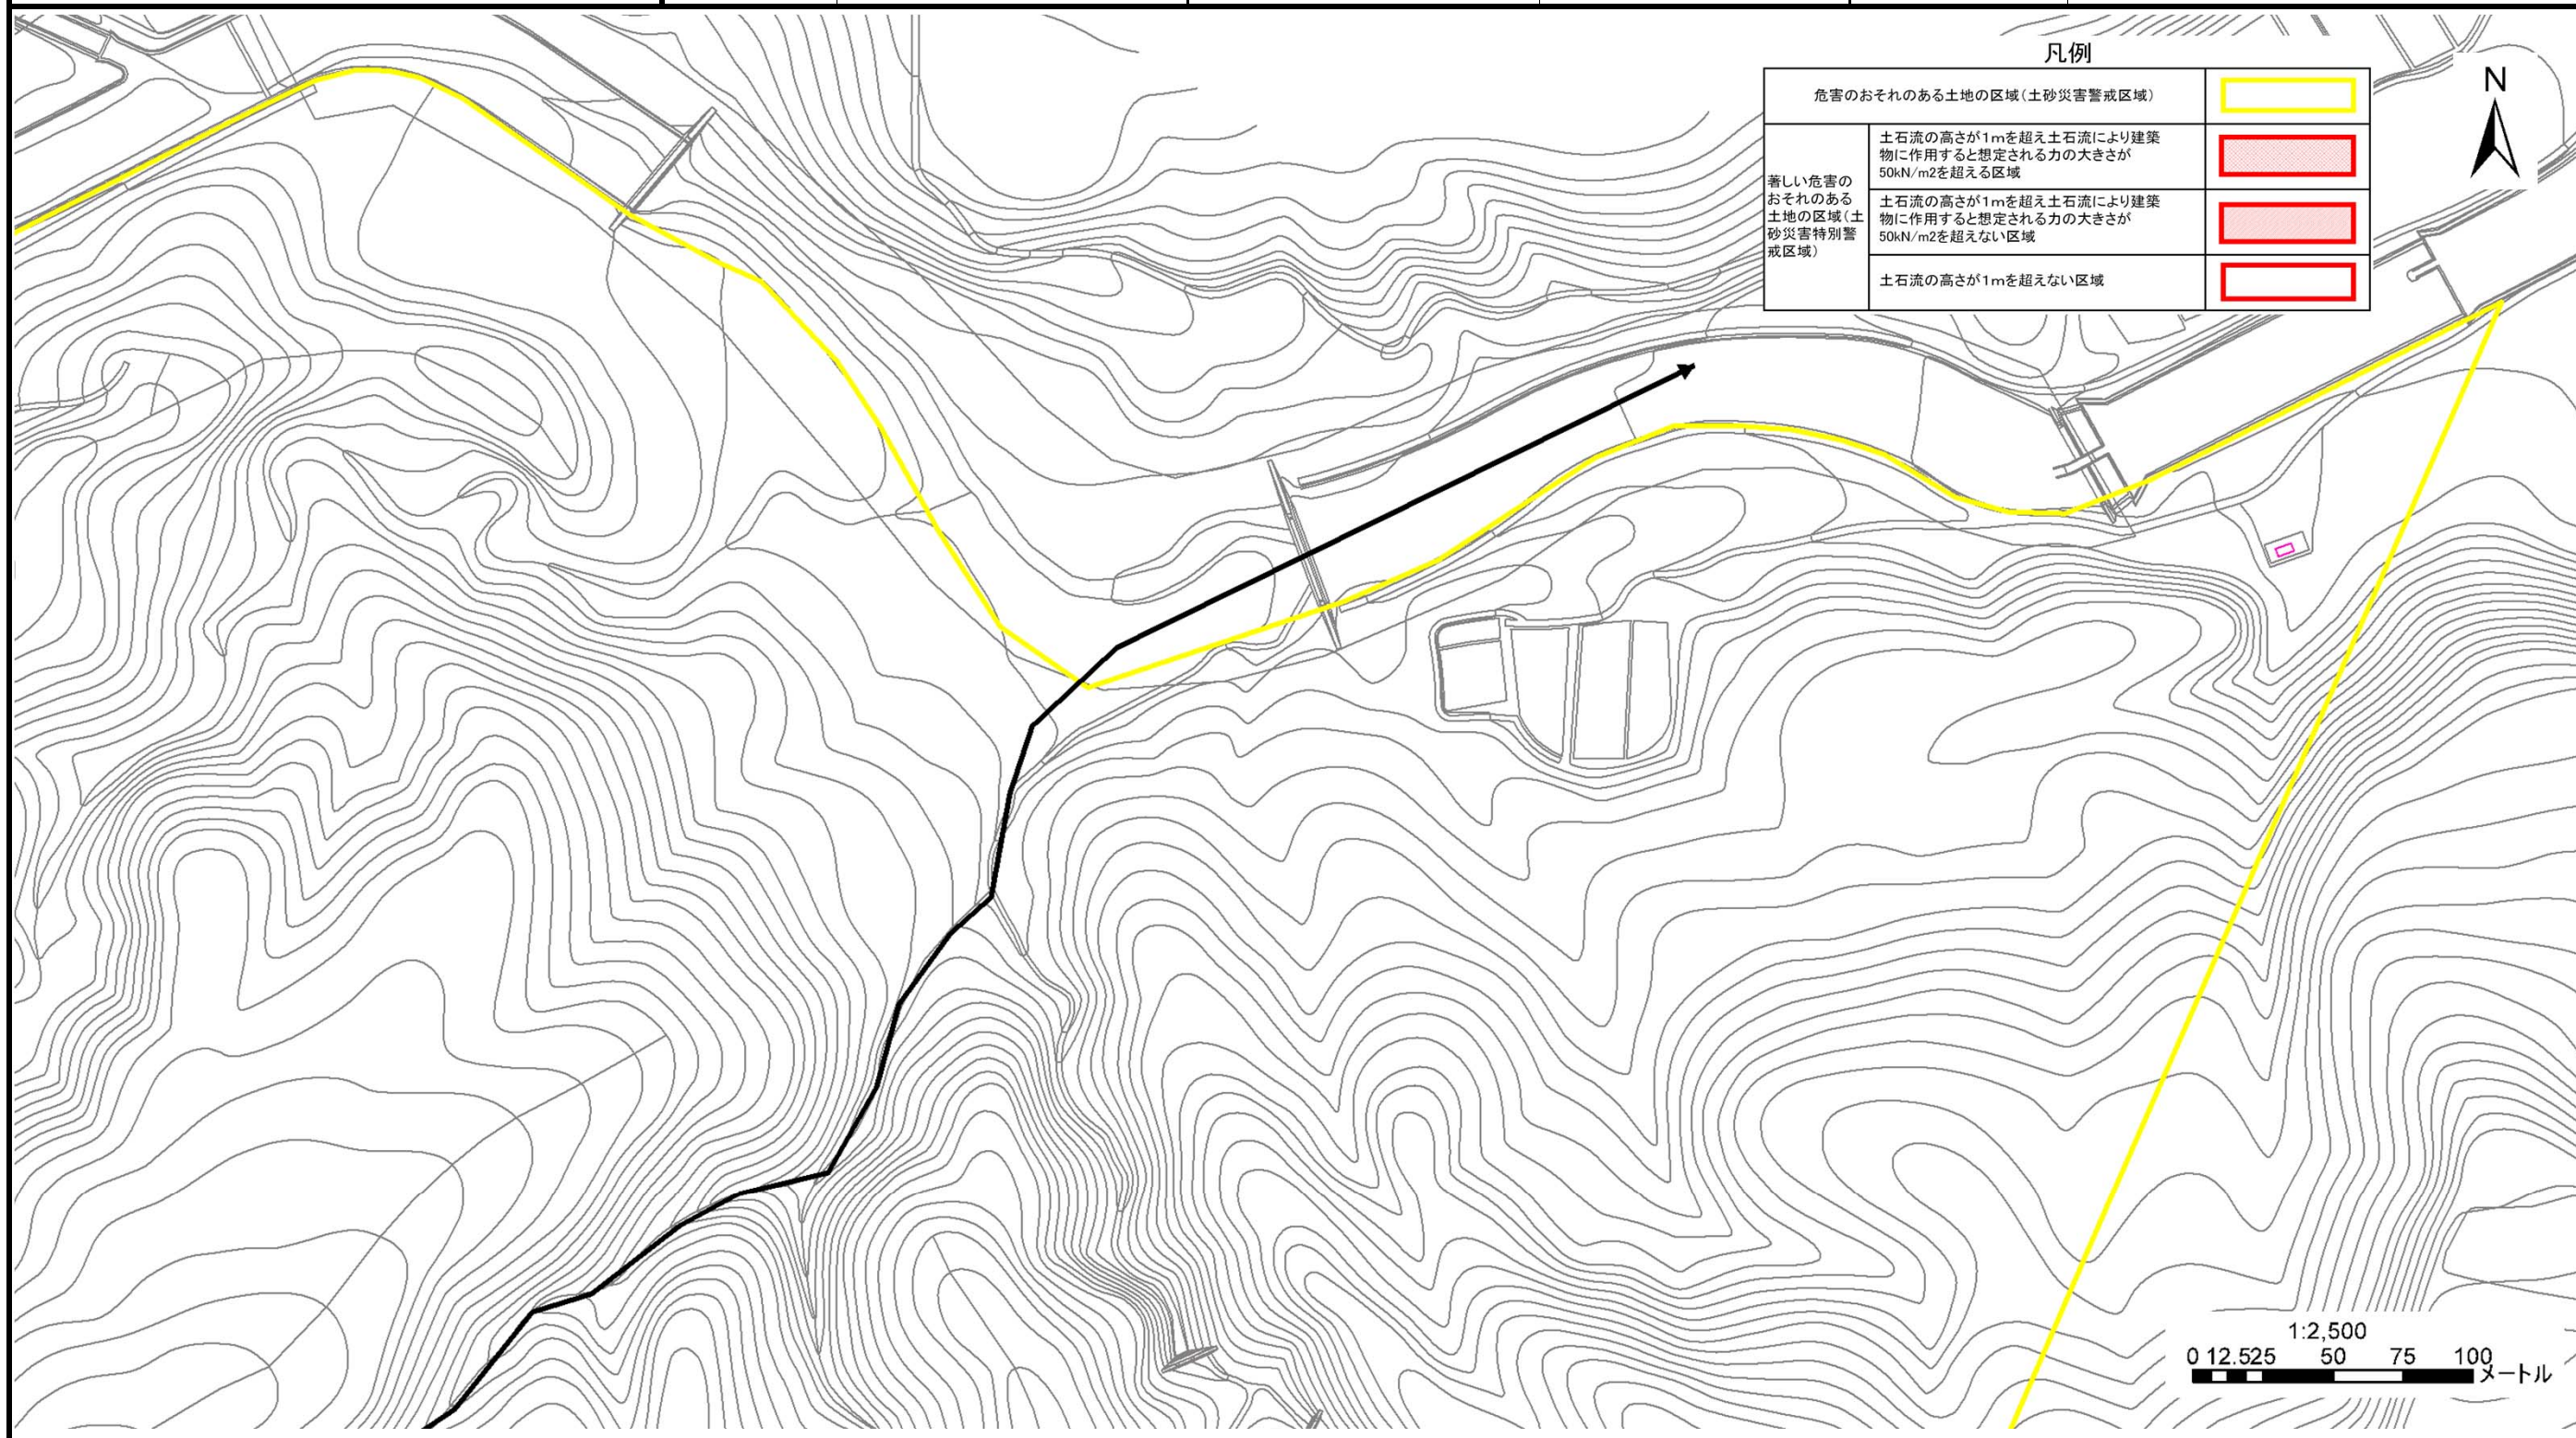 凡例
危害のおそれのある土地の区域(土砂災害警戒区域)
著しい危害の
おそれのある
土地の区域(土
砂災害特別警
戒区域)
土石流の高さが1mを超え土石流により建築
物に作用すると想定される力の大きさが
50kN/m2を超える区域
土石流の高さが1mを超え土石流により建築
物に作用すると想定される力の大きさが
50kN/m2を超えない区域
土石流の高さが1mを超えない区域
N
1:2,500
0 12.525 50 75 100
メートル